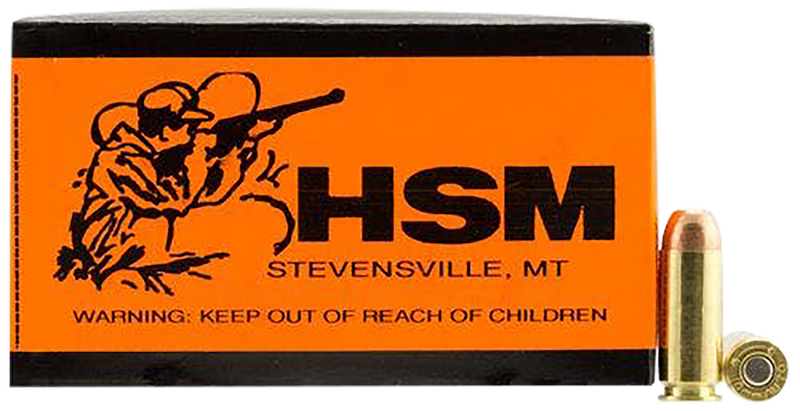 HSM
STEVENSVILLE, MT
WARNING: KEEP OUT OF REACH OF CHILDREN